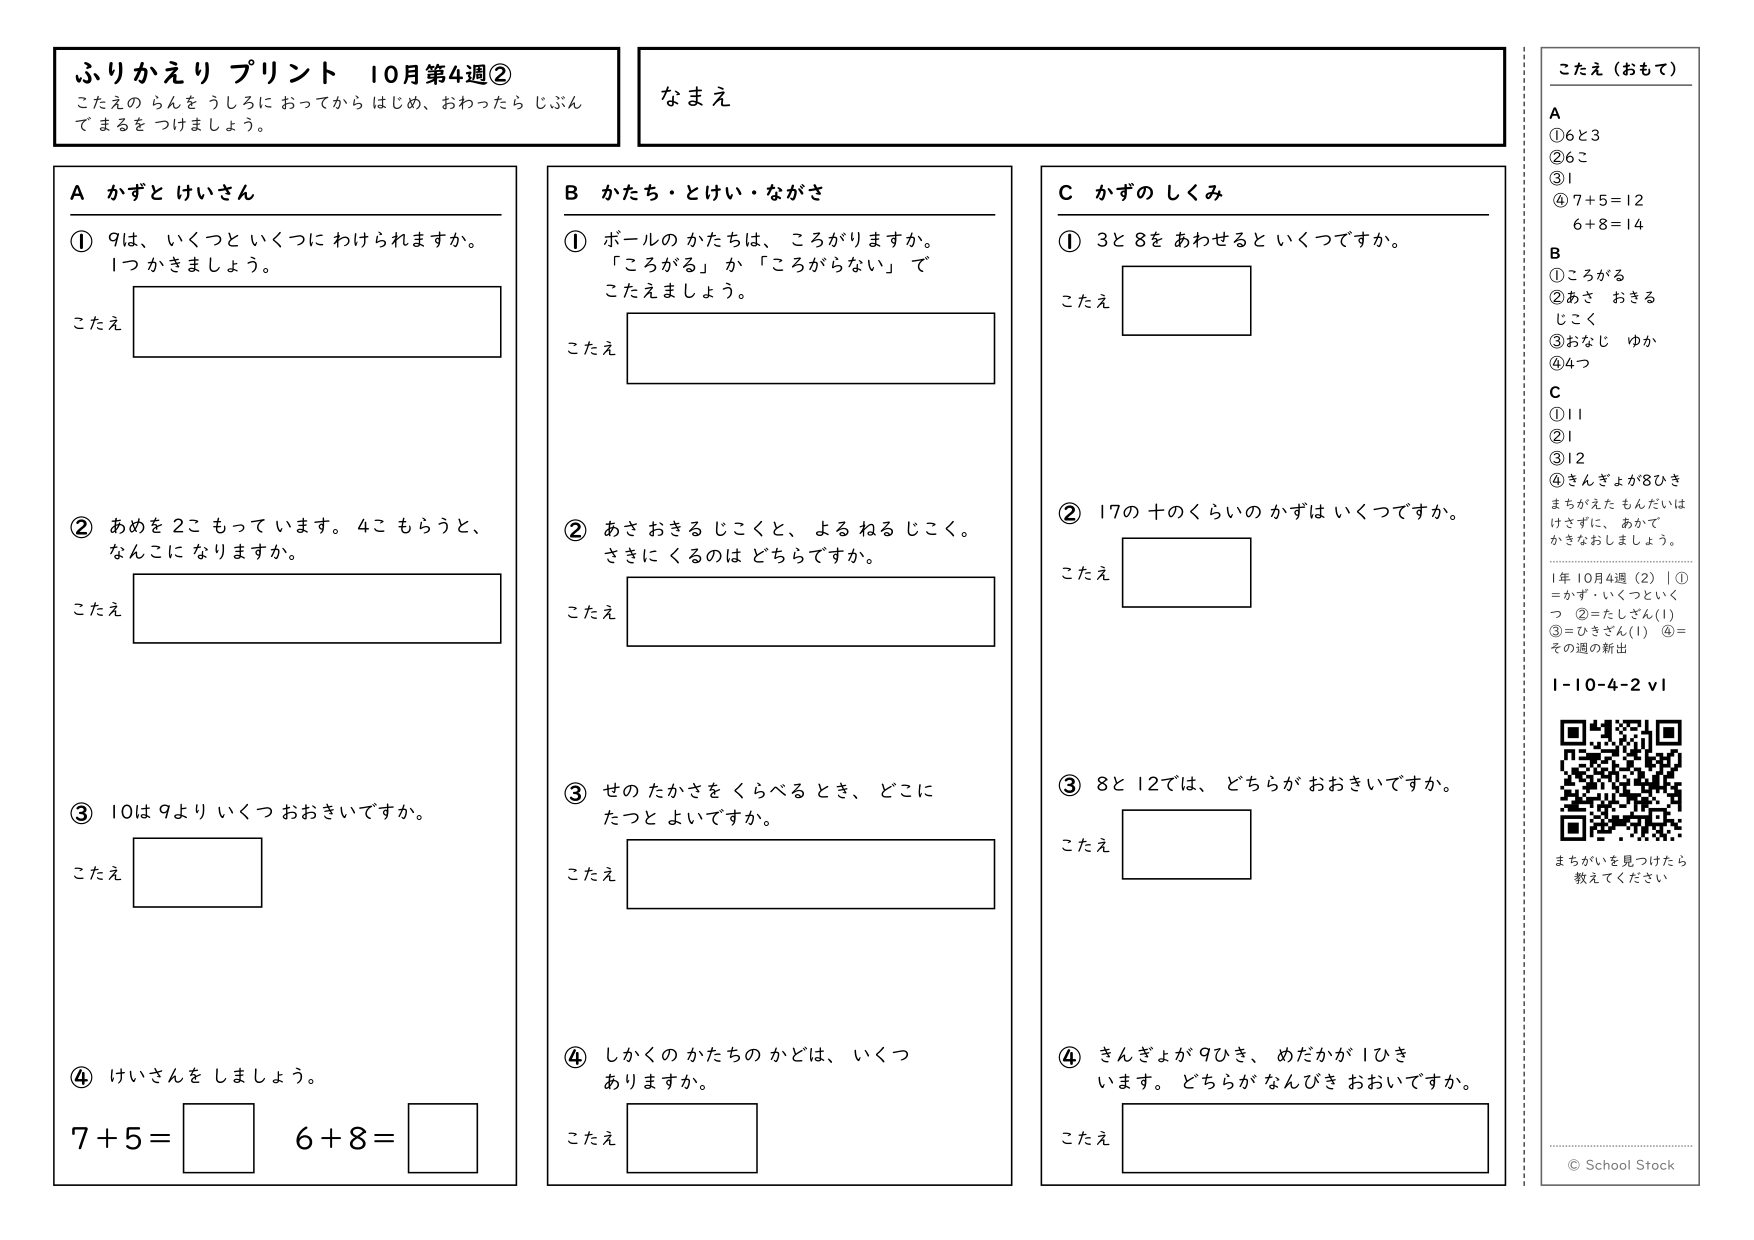 ふりかえり プリント　10月第4週②
こたえの らんを うしろに おってから はじめ、おわったら じぶん
で まるを つけましょう。
なまえ
A　かずと けいさん
① 9は、 いくつと いくつに わけられますか。
1つ かきましょう。
こたえ
② あめを 2こ もって います。 4こ もらうと、
なんこに なりますか。
こたえ
③ 10は 9より いくつ おおきいですか。
こたえ
④ けいさんを しましょう。
7+5= 6+8=
B　かたち・とけい・ながさ
① ボールの かたちは、 ころがりますか。
「ころがる」 か 「ころがらない」 で
こたえましょう。
こたえ
② あさ おきる じこくと、 よる ねる じこく。
さきに くるのは どちらですか。
こたえ
③ せの たかさを くらべる とき、 どこに
たつと よいですか。
こたえ
④ しかくの かたちの かどは、 いくつ
ありますか。
こたえ
C　かずの しくみ
① 3と 8を あわせると いくつですか。
こたえ
② 17の 十のくらいの かずは いくつですか。
こたえ
③ 8と 12では、 どちらが おおきいですか。
こたえ
④ きんぎょが 9ひき、 めだかが 1ひき
います。 どちらが なんびき おおいですか。
こたえ
こたえ（おもて）
A
①6と3
②6こ
③1
④ 7+5=12
6+8=14
B
①ころがる
②あさ　おきる
じこく
③おなじ　ゆか
④4つ
C
①11
②1
③12
④きんぎょが8ひき
まちがえた もんだいは
けさずに、 あかで
かきなおしましょう。
1年 10月4週（2）｜①
＝かず・いくつといく
つ　②＝たしざん(1)
③＝ひきざん(1)　④＝
その週の新出
1-10-4-2 v1
まちがいを見つけたら
教えてください
© School Stock